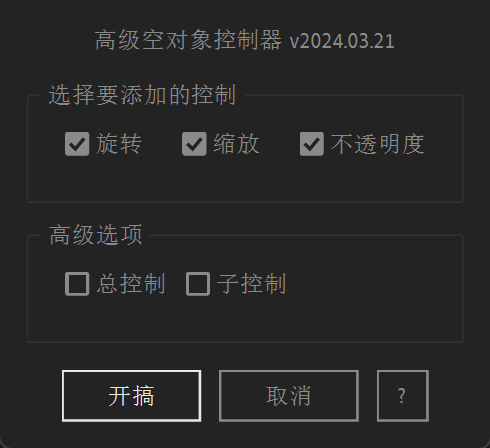 高级空对象控制器 v2024.03.21
选择要添加的控制
旋转 缩放 不透明度
高级选项
总控制 子控制
开搞 取消 ?